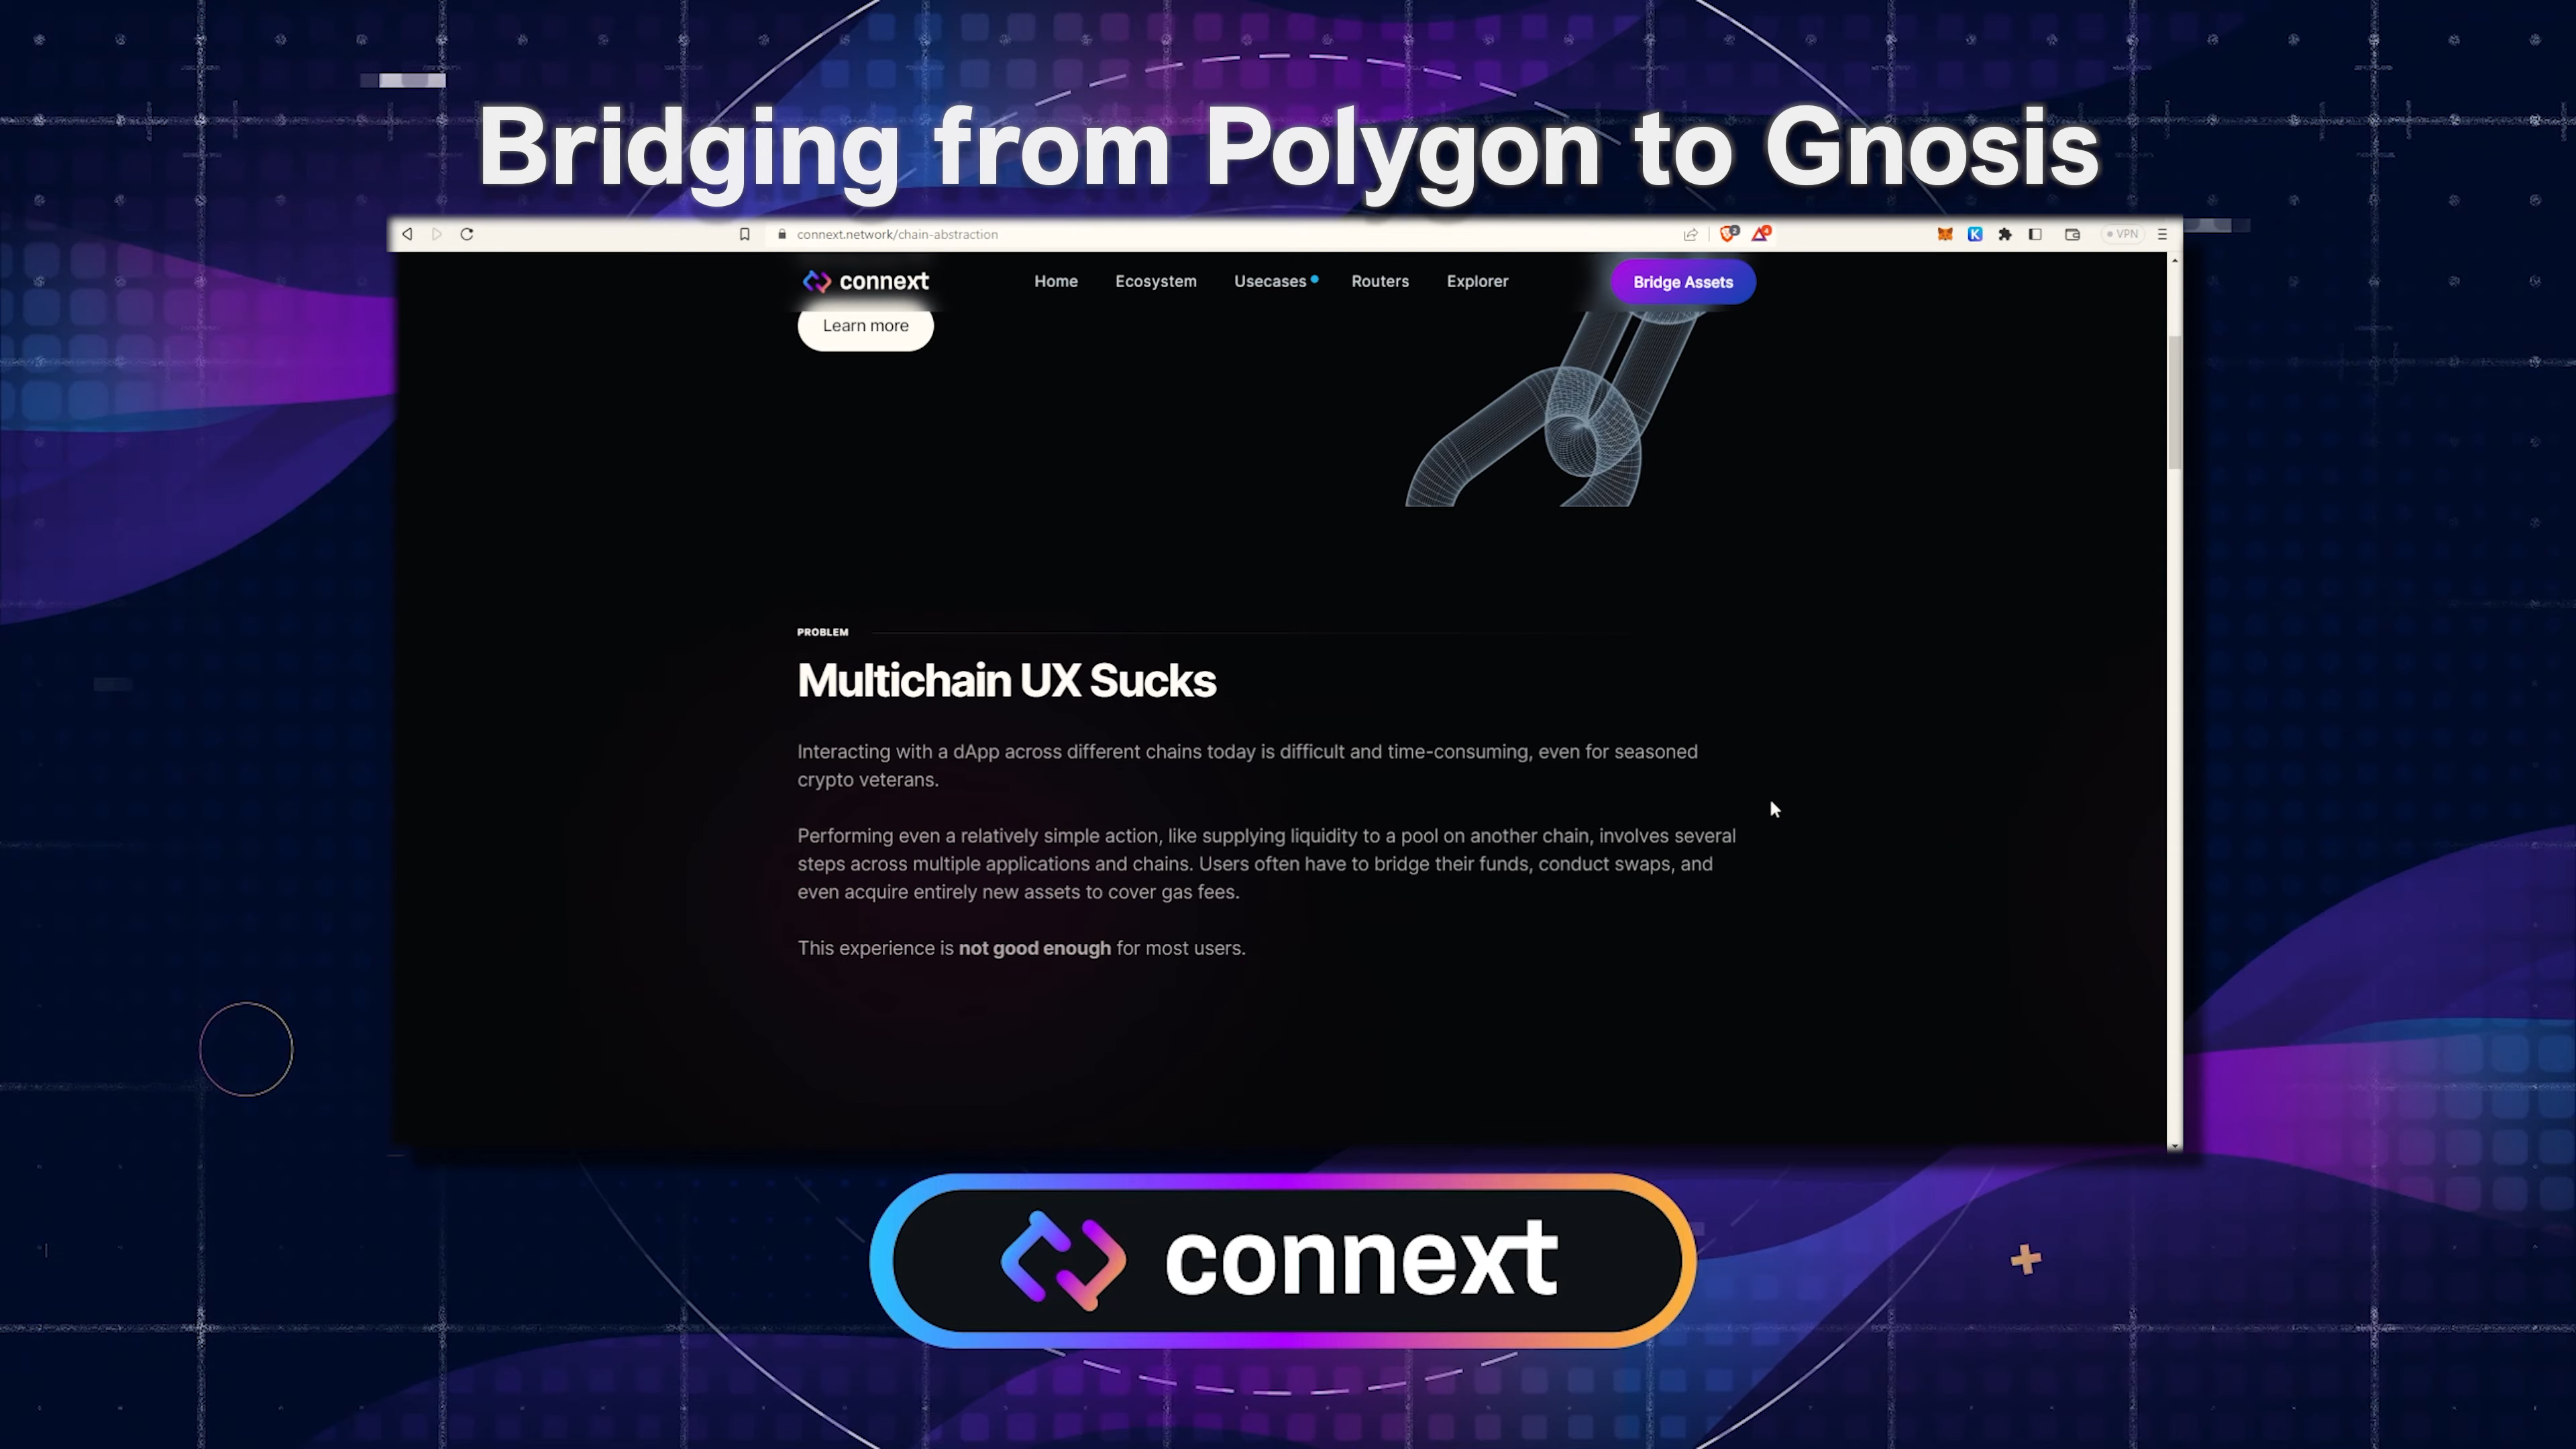 Bridging from Polygon to Gnosis
connext.network/chain-abstraction
2
4
VPN
connext
Home
Ecosystem
Usecases
Routers
Explorer
Bridge Assets
Learn more
PROBLEM
Multichain UX Sucks
Interacting with a dApp across different chains today is difficult and time-consuming, even for seasoned
crypto veterans.
Performing even a relatively simple action, like supplying liquidity to a pool on another chain, involves several
steps across multiple applications and chains. Users often have to bridge their funds, conduct swaps, and
even acquire entirely new assets to cover gas fees.
This experience is not good enough for most users.
connext